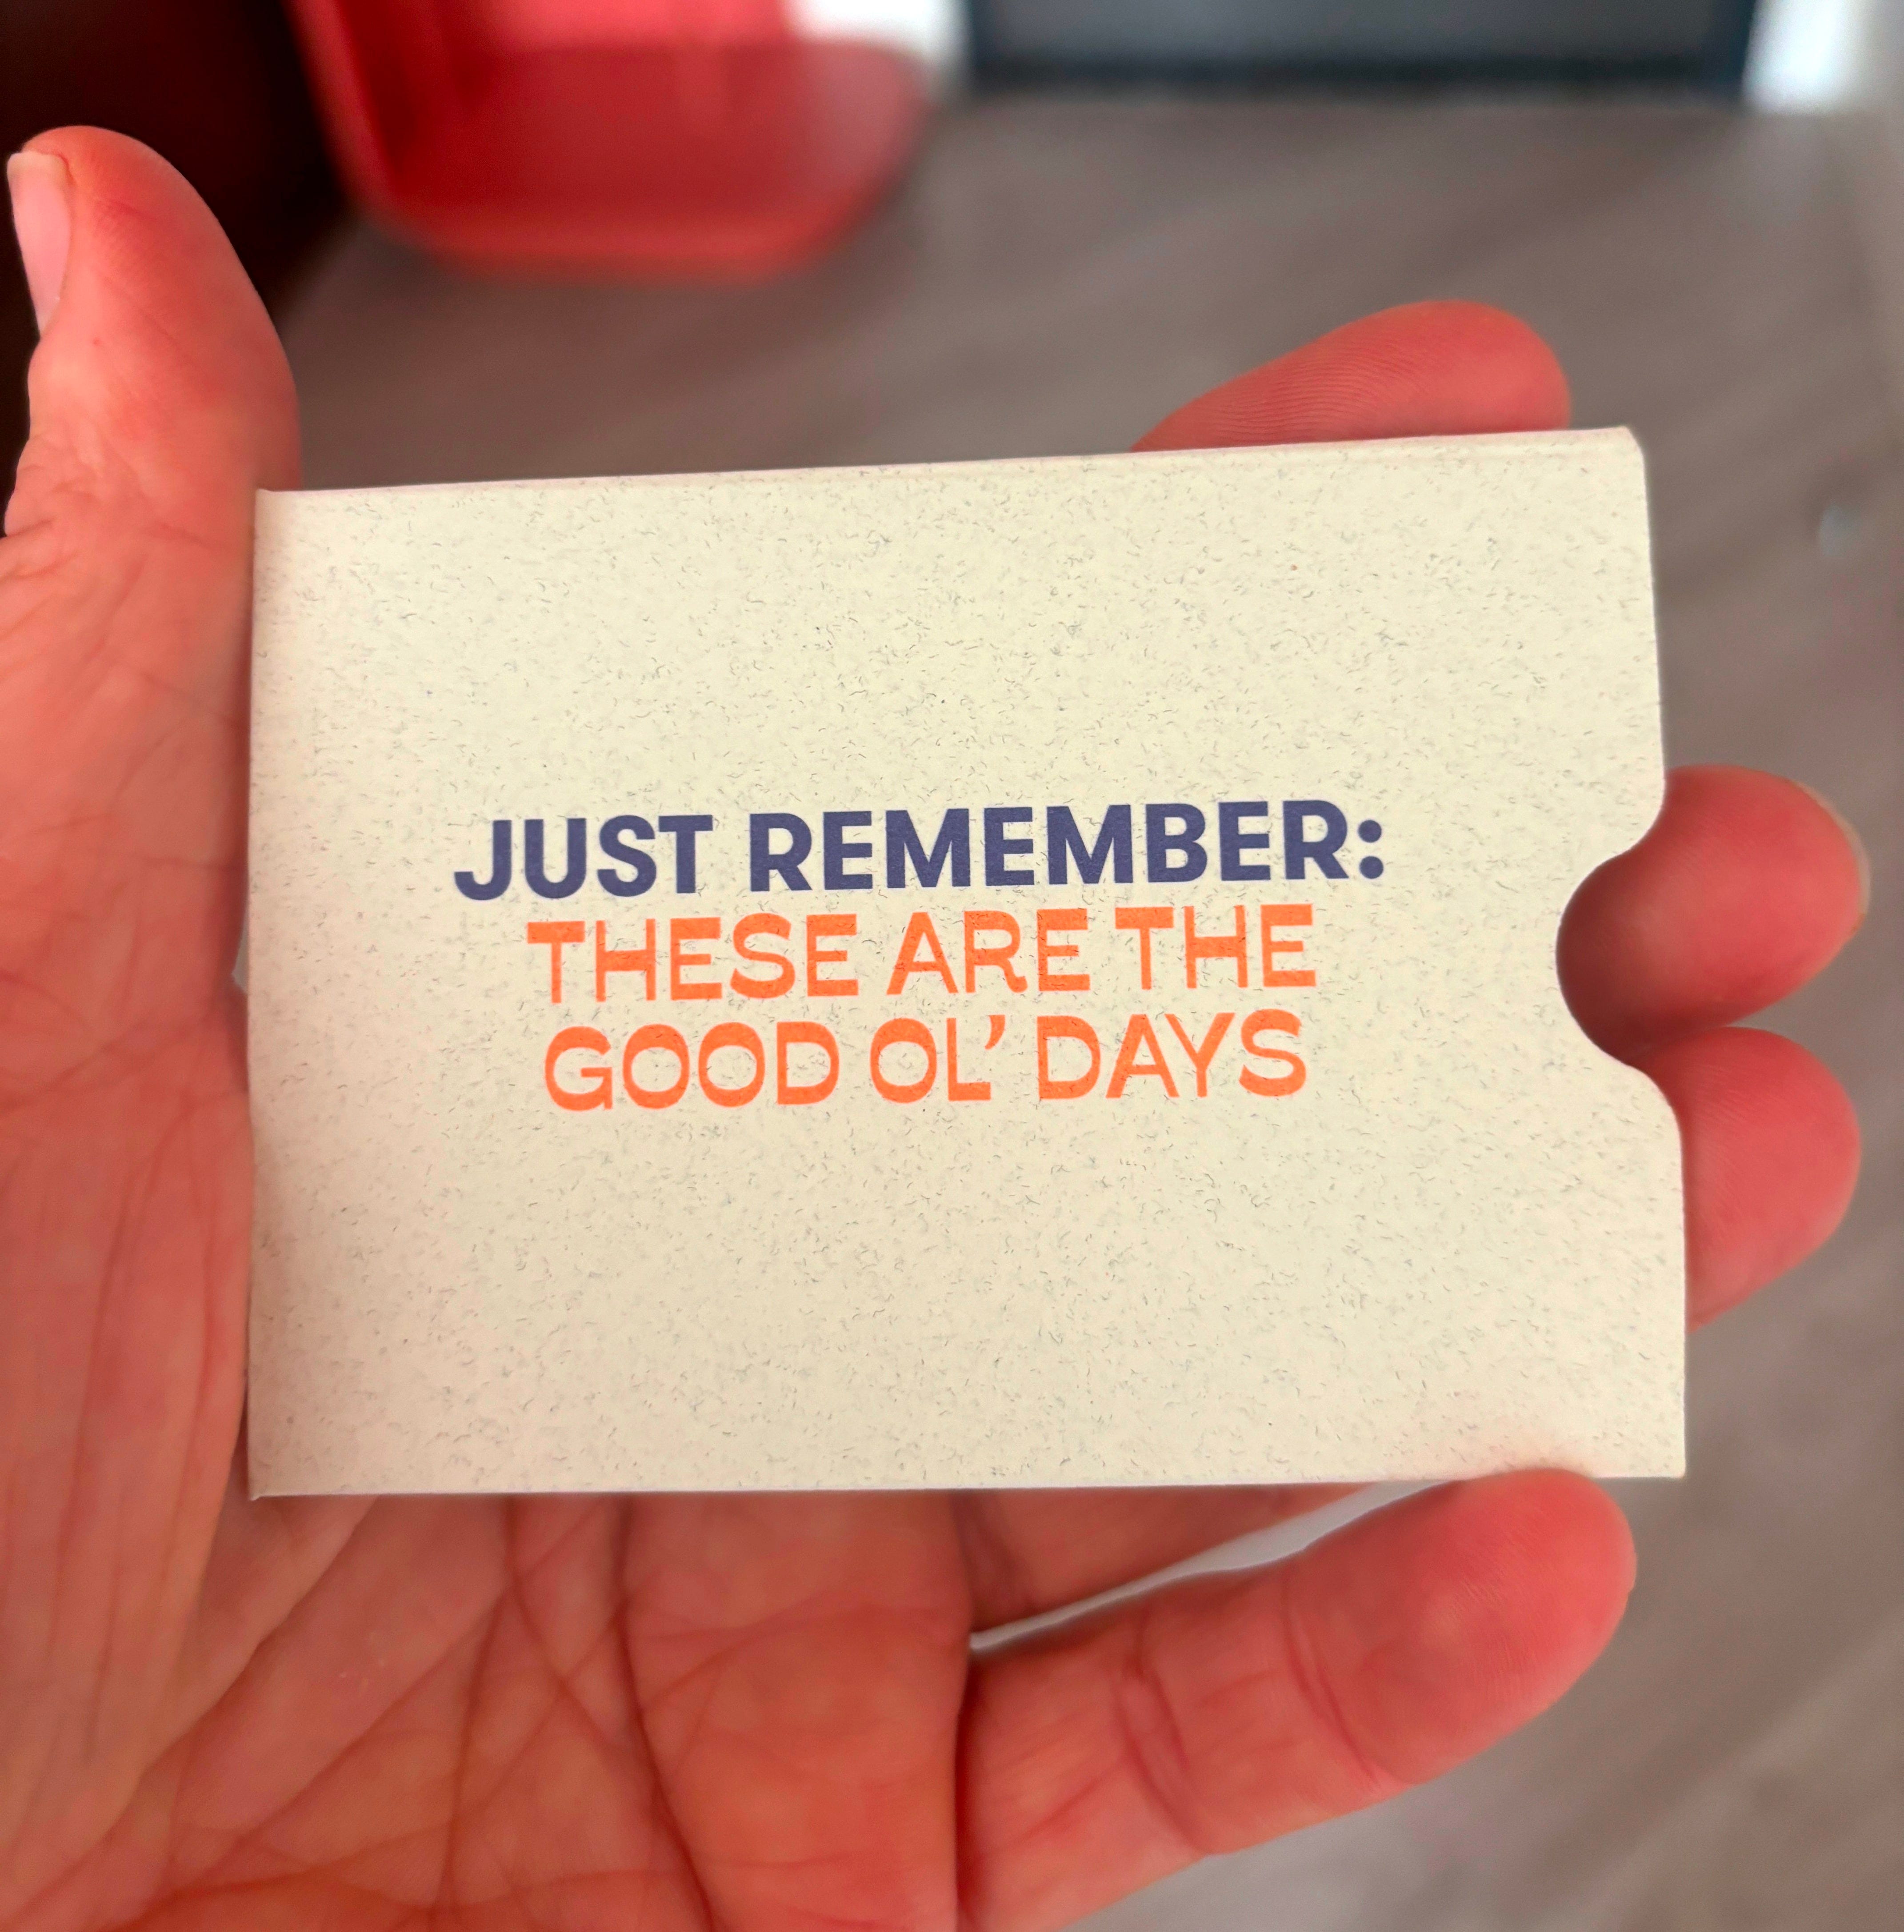 JUST REMEMBER:
THESE ARE THE
GOOD OL’ DAYS